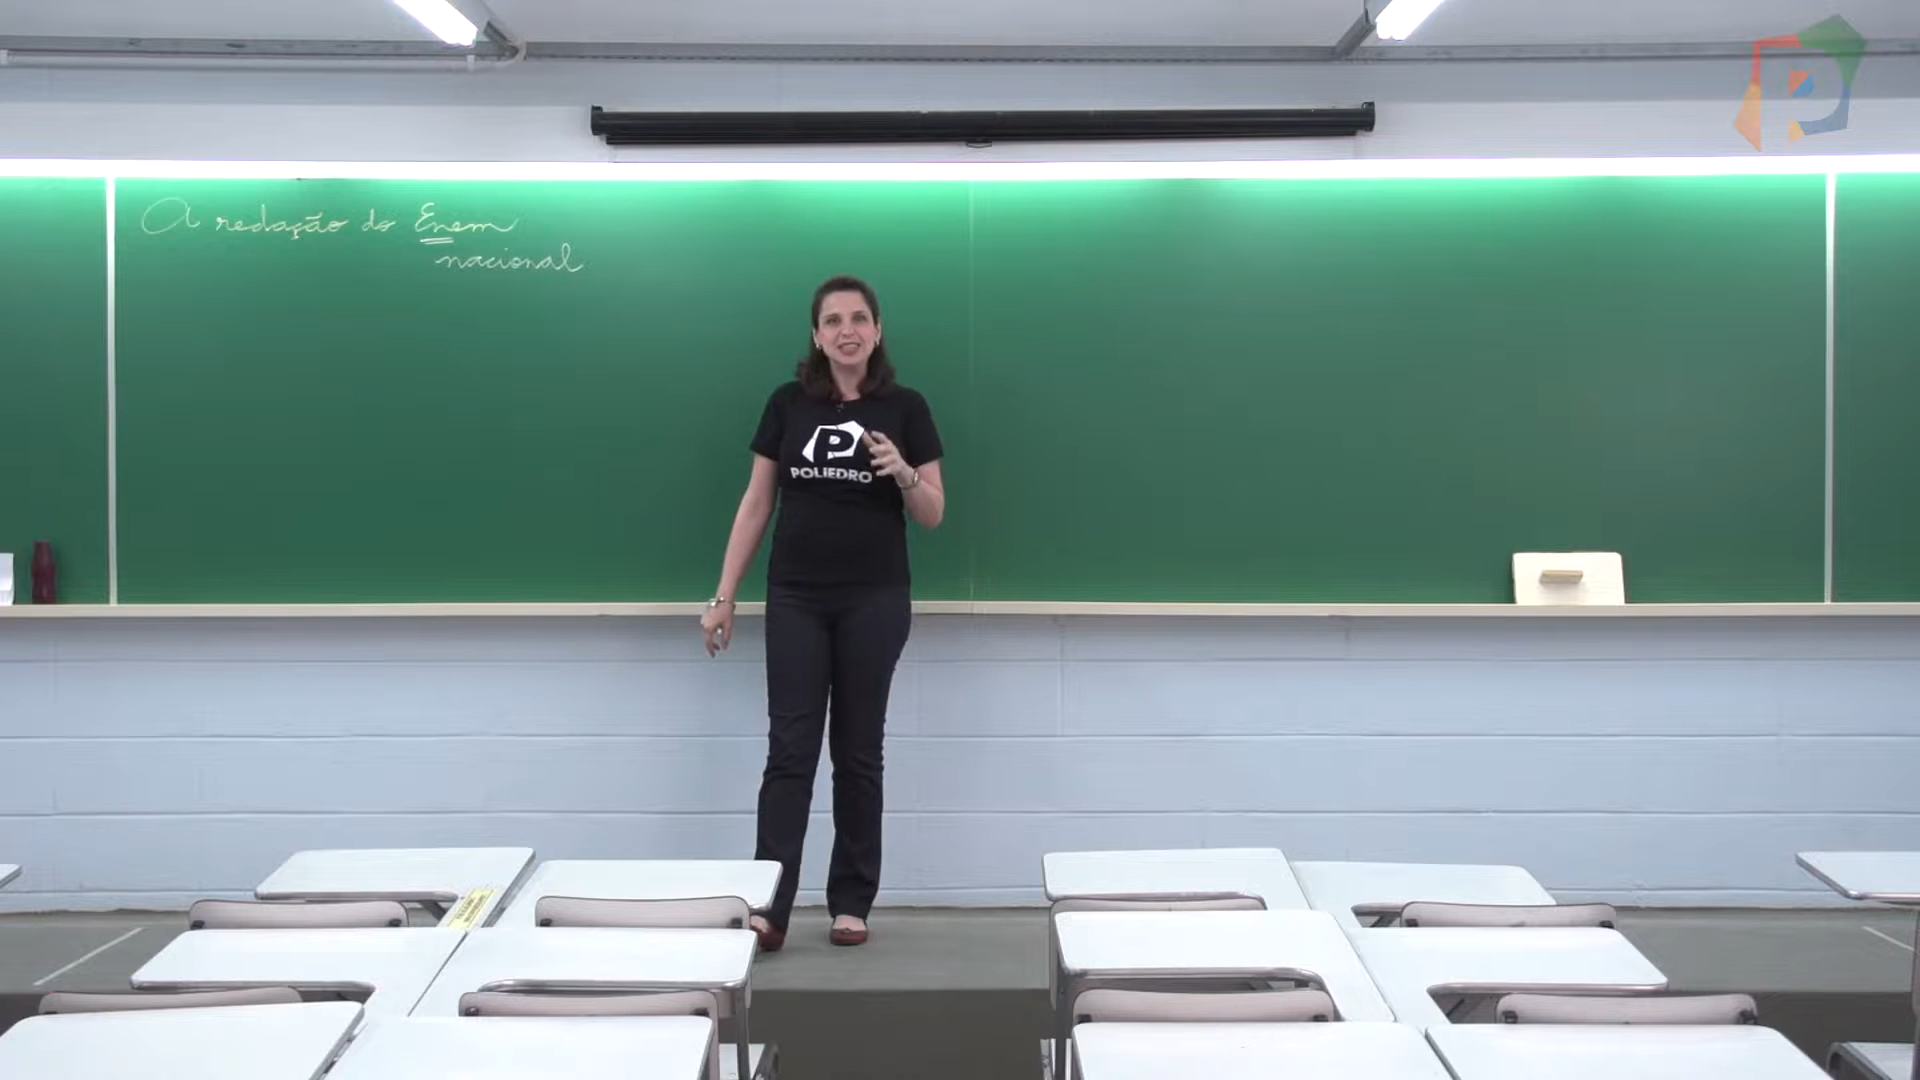 A redação do Enem
nacional
P
POLIEDRO